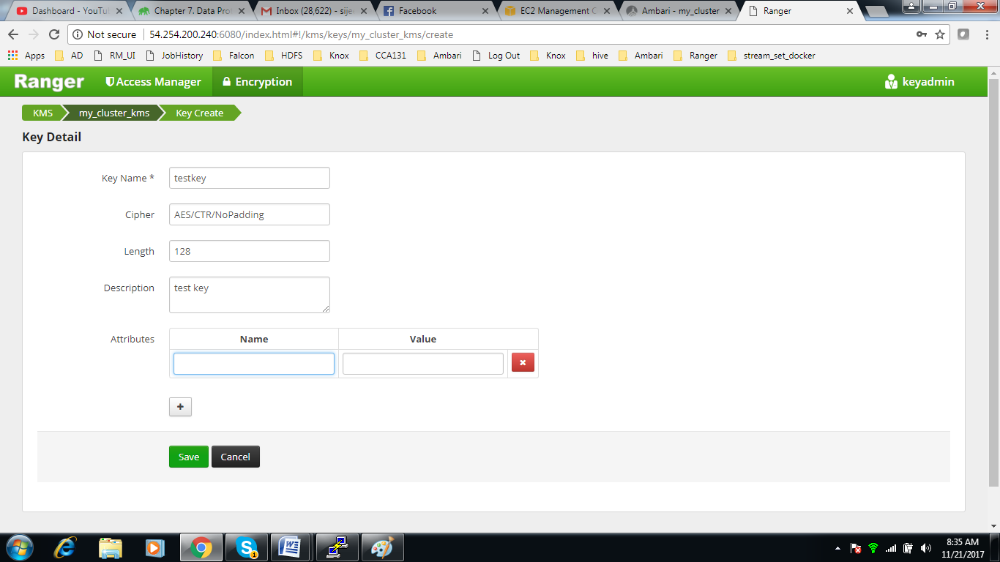 Dashboard - YouTu Chapter 7. Data Pro Inbox (28,622) - sije Facebook EC2 Management C Ambari - my_cluster Ranger
Not secure 54.254.200.240:6080/index.html#!/kms/keys/my_cluster_kms/create
Apps AD RM_UI JobHistory Falcon HDFS Knox CCA131 Ambari Log Out Knox hive Ambari Ranger stream_set_docker
Ranger Access Manager Encryption keyadmin
KMS my_cluster_kms Key Create
Key Detail
Key Name * testkey
Cipher AES/CTR/NoPadding
Length 128
Description test key
Attributes Name Value
+
Save Cancel
8:35 AM
11/21/2017